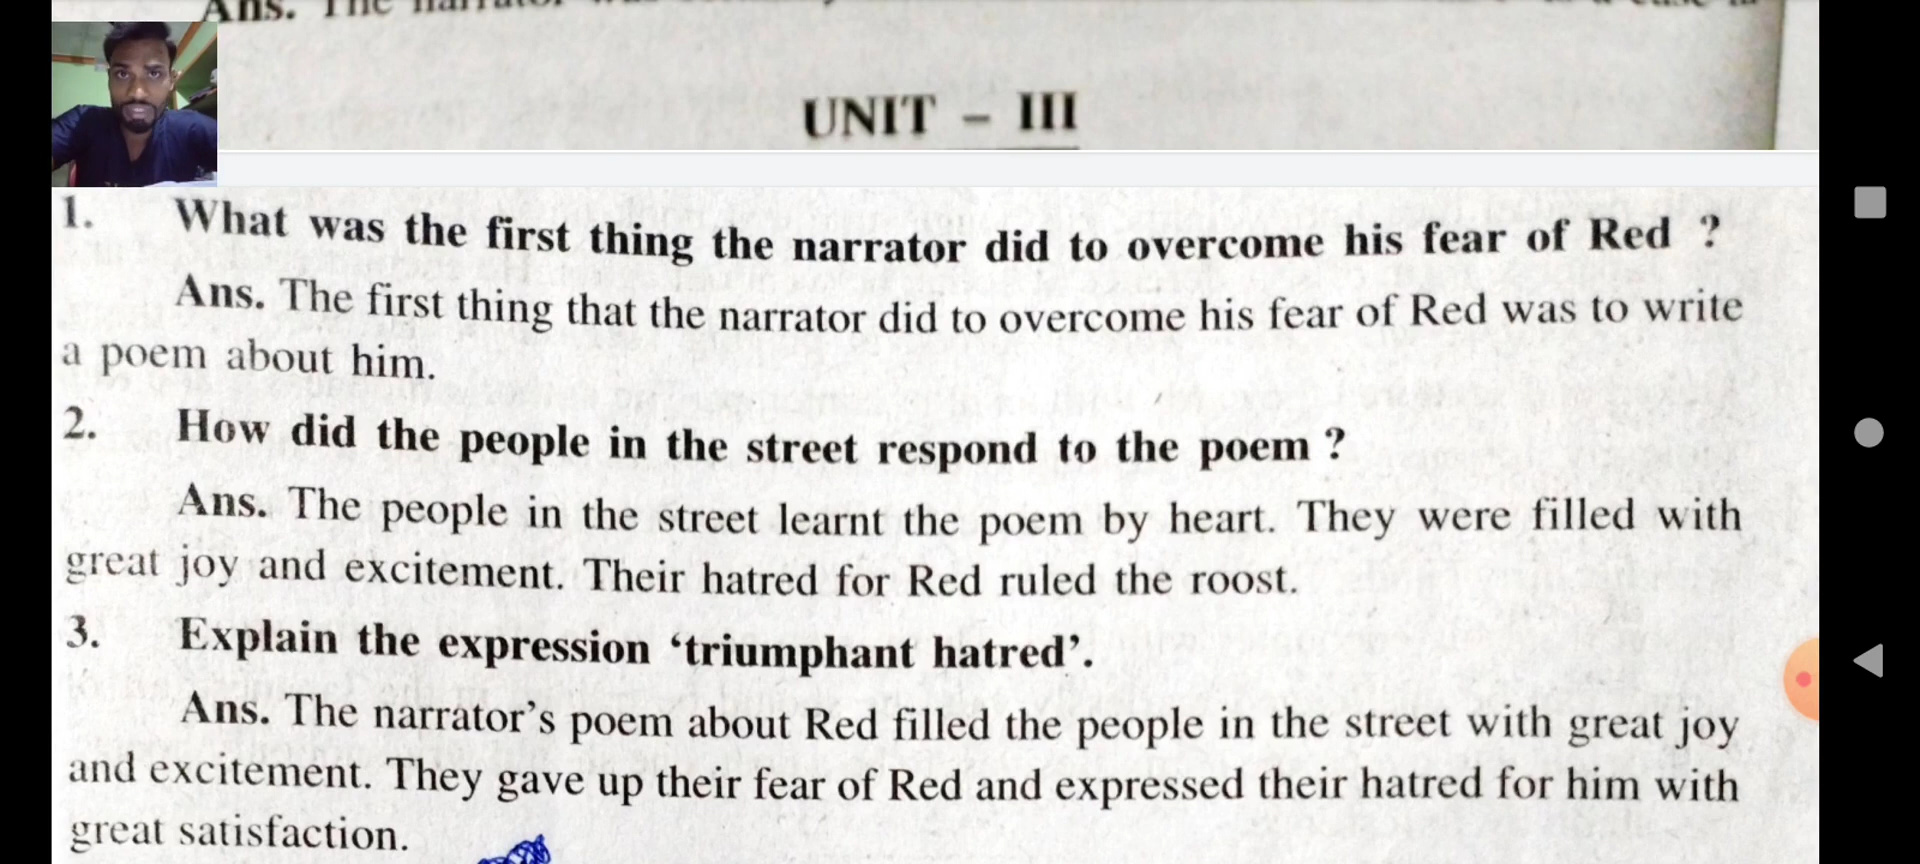 Ans. The
UNIT – III
1. What was the first thing the narrator did to overcome his fear of Red ?
Ans. The first thing that the narrator did to overcome his fear of Red was to write
a poem about him.
2. How did the people in the street respond to the poem ?
Ans. The people in the street learnt the poem by heart. They were filled with
great joy and excitement. Their hatred for Red ruled the roost.
3. Explain the expression ‘triumphant hatred’.
Ans. The narrator’s poem about Red filled the people in the street with great joy
and excitement. They gave up their fear of Red and expressed their hatred for him with
great satisfaction.